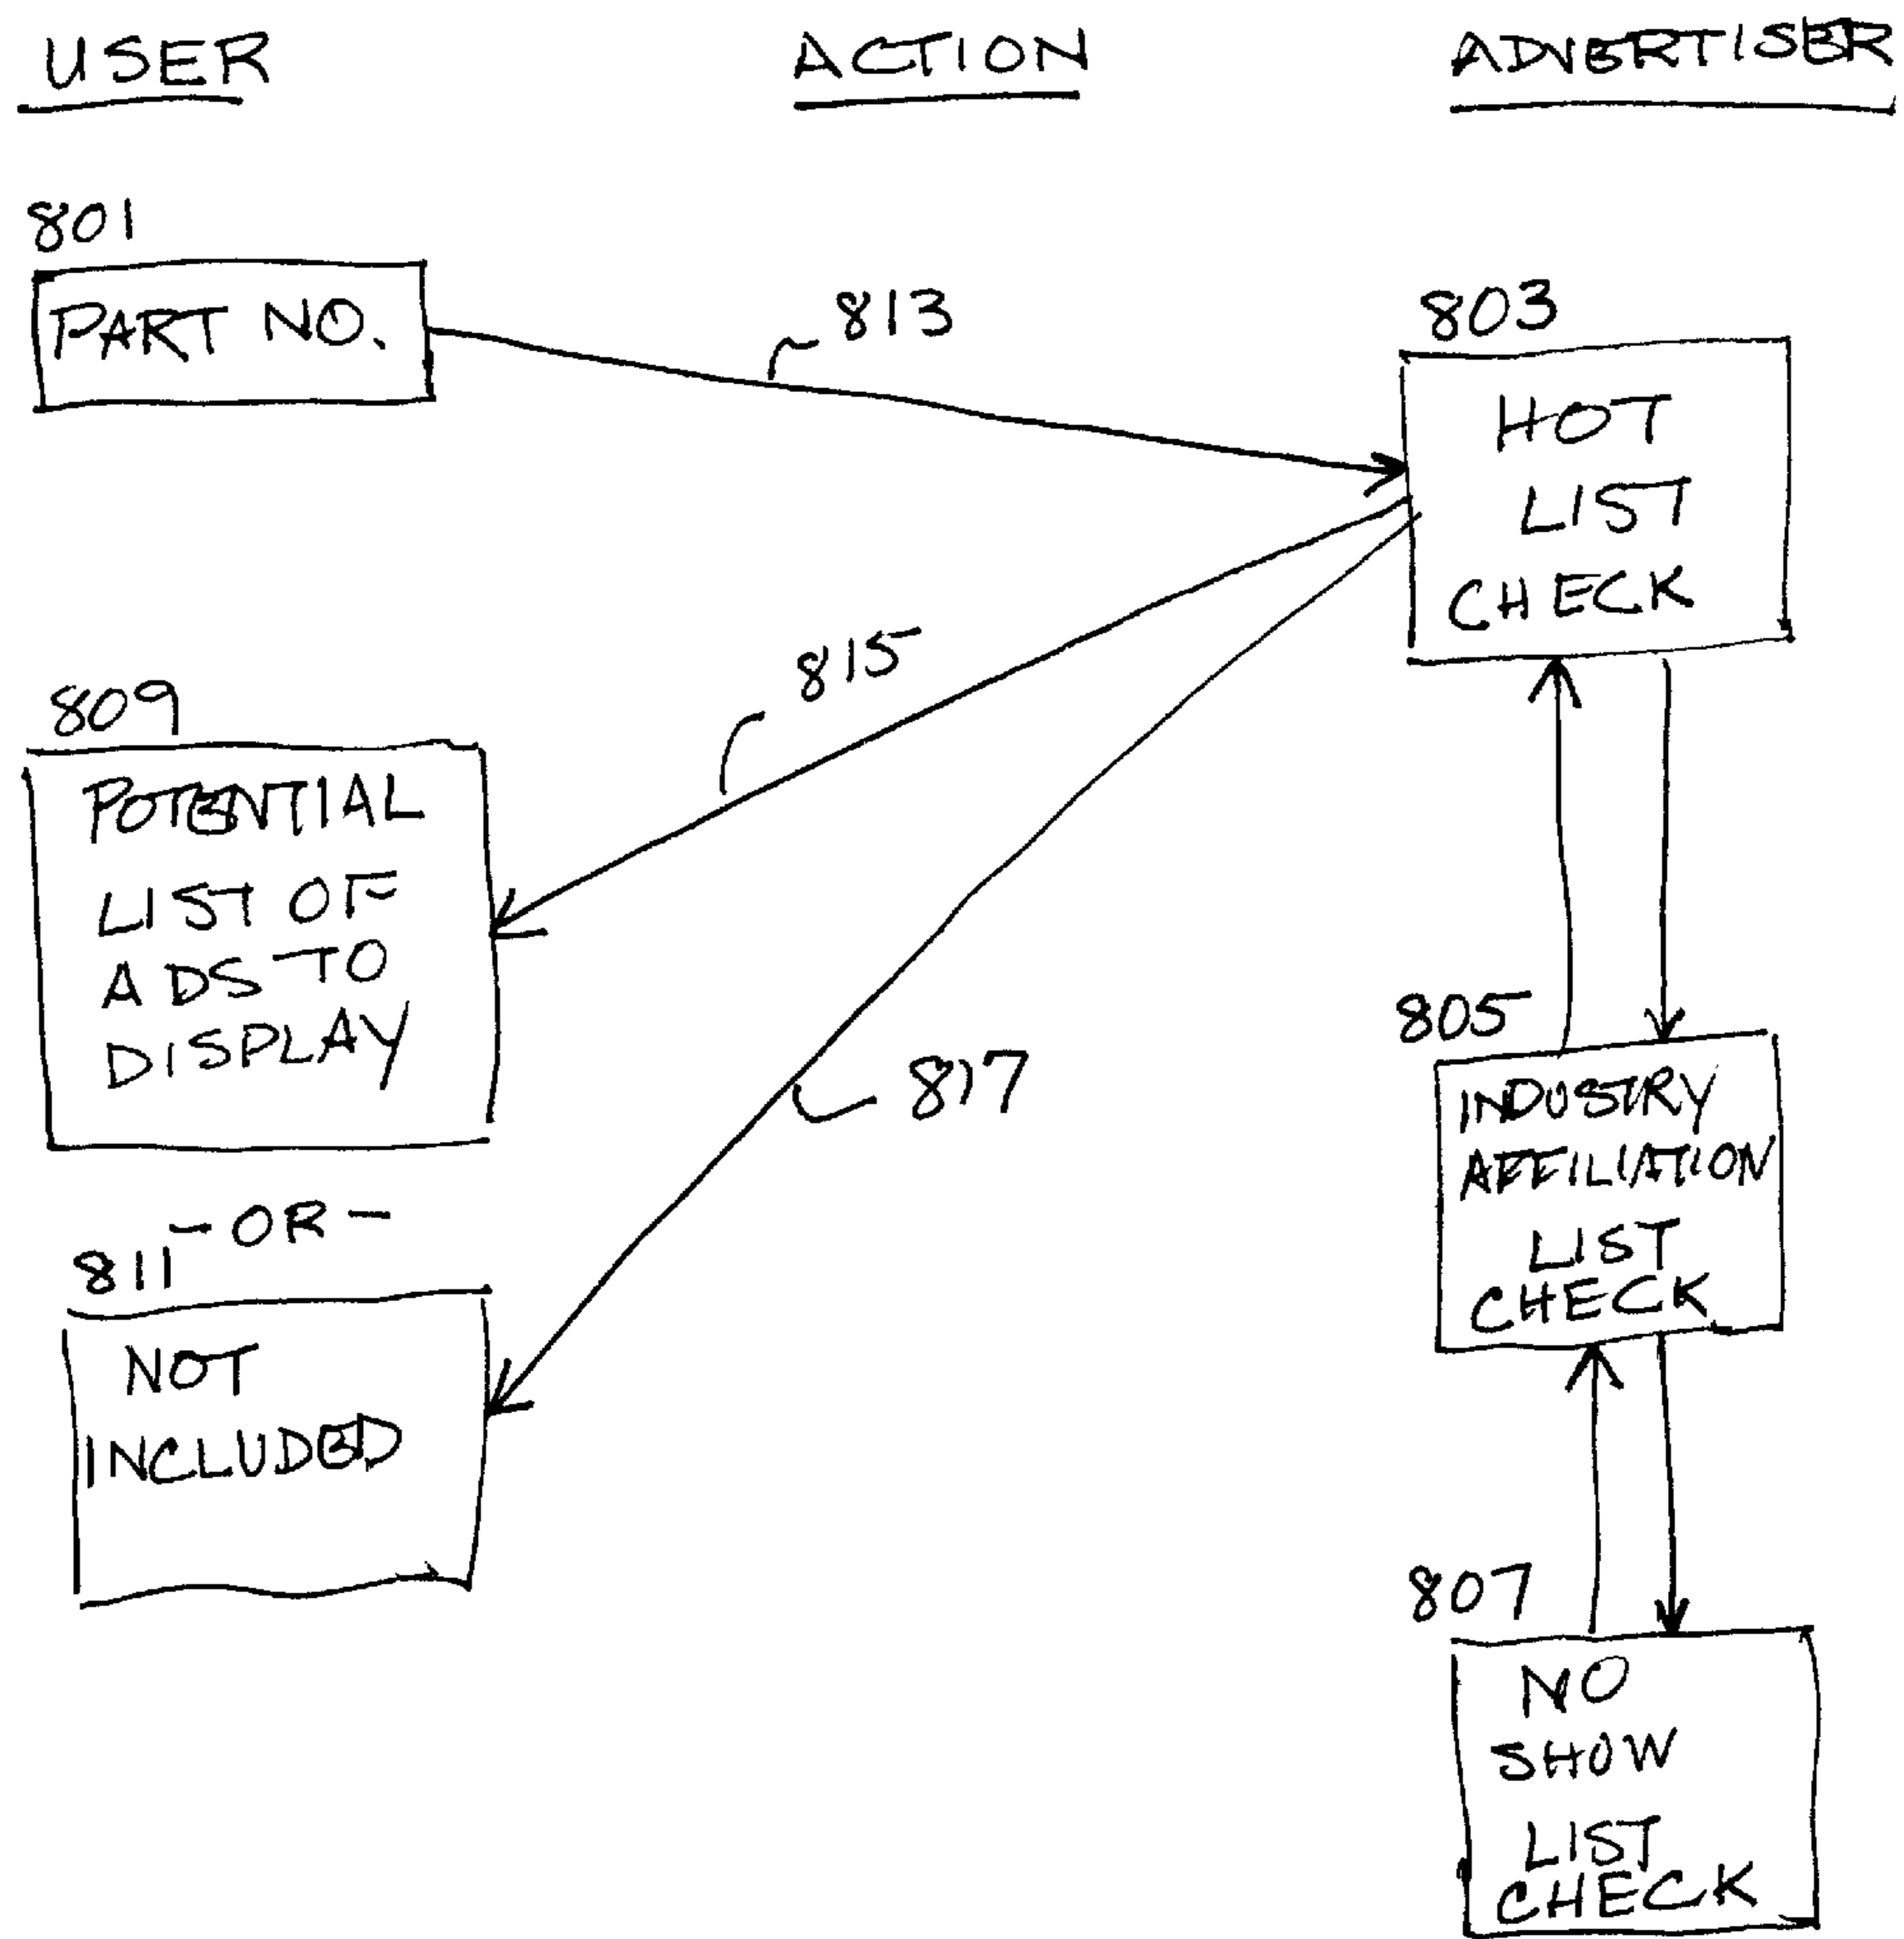 USER
ACTION
ADVERTISER
801
PART NO.
813
803
HOT
LIST
CHECK
815
809
POTENTIAL
LIST OF
ADS TO
DISPLAY
817
805
INDUSTRY
AFFILIATION
LIST
CHECK
-OR-
811
NOT
INCLUDED
807
NO
SHOW
LIST
CHECK